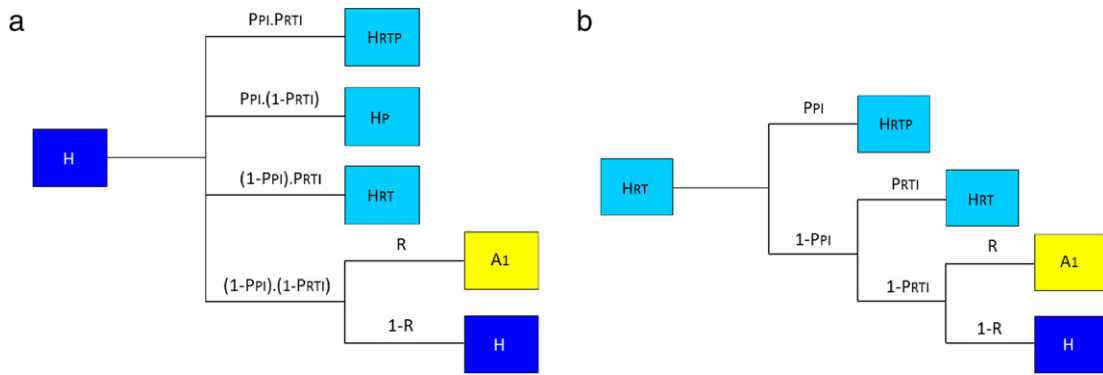 a
PPI.PRTI
HRTP
PPI.(1-PRTI)
HP
H
(1-PPI).PRTI
HRT
R
A1
(1-PPI).(1-PRTI)
1-R
H
b
PPI
HRTP
HRT
PRTI
HRT
1-PPI
R
A1
1-PRTI
1-R
H